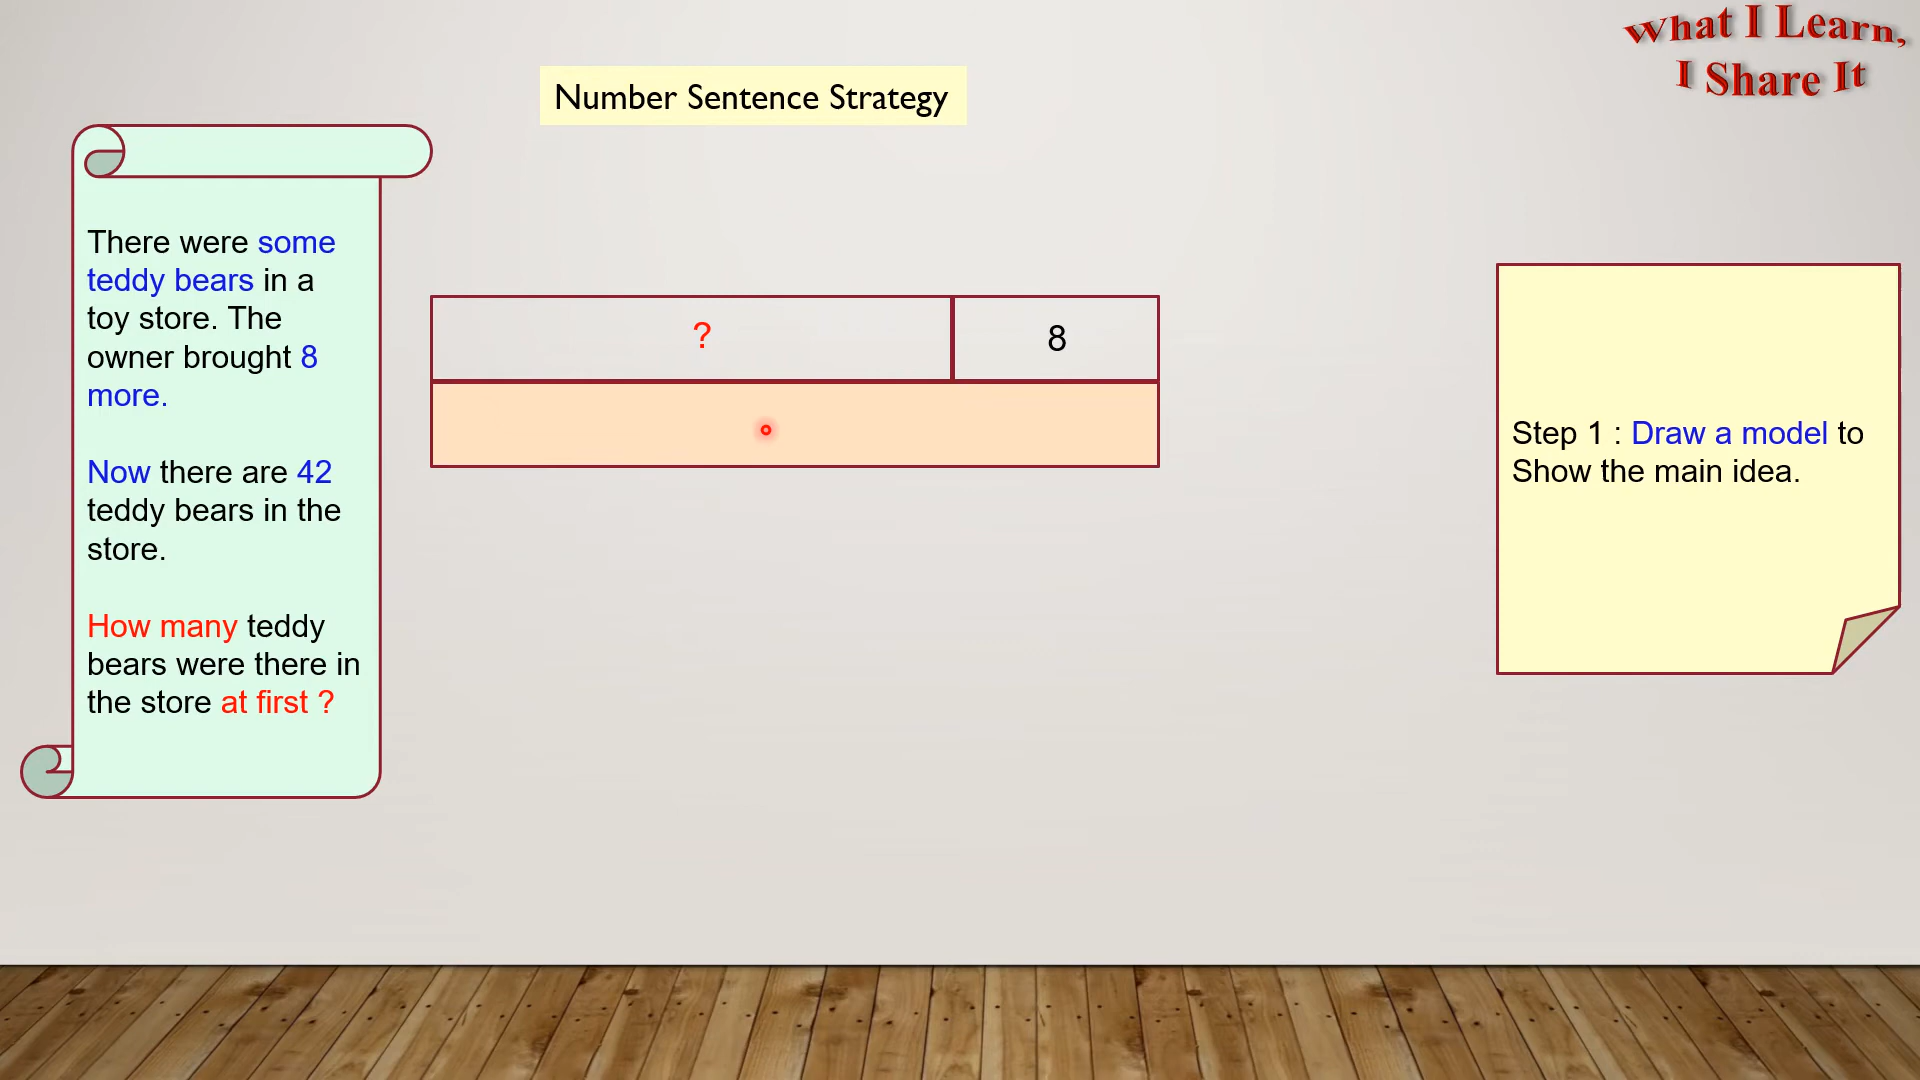 What I Learn,
I Share It
Number Sentence Strategy
There were some
teddy bears in a
toy store. The
owner brought 8
more.
Now there are 42
teddy bears in the
store.
How many teddy
bears were there in
the store at first ?
?
8
Step 1 : Draw a model to
Show the main idea.